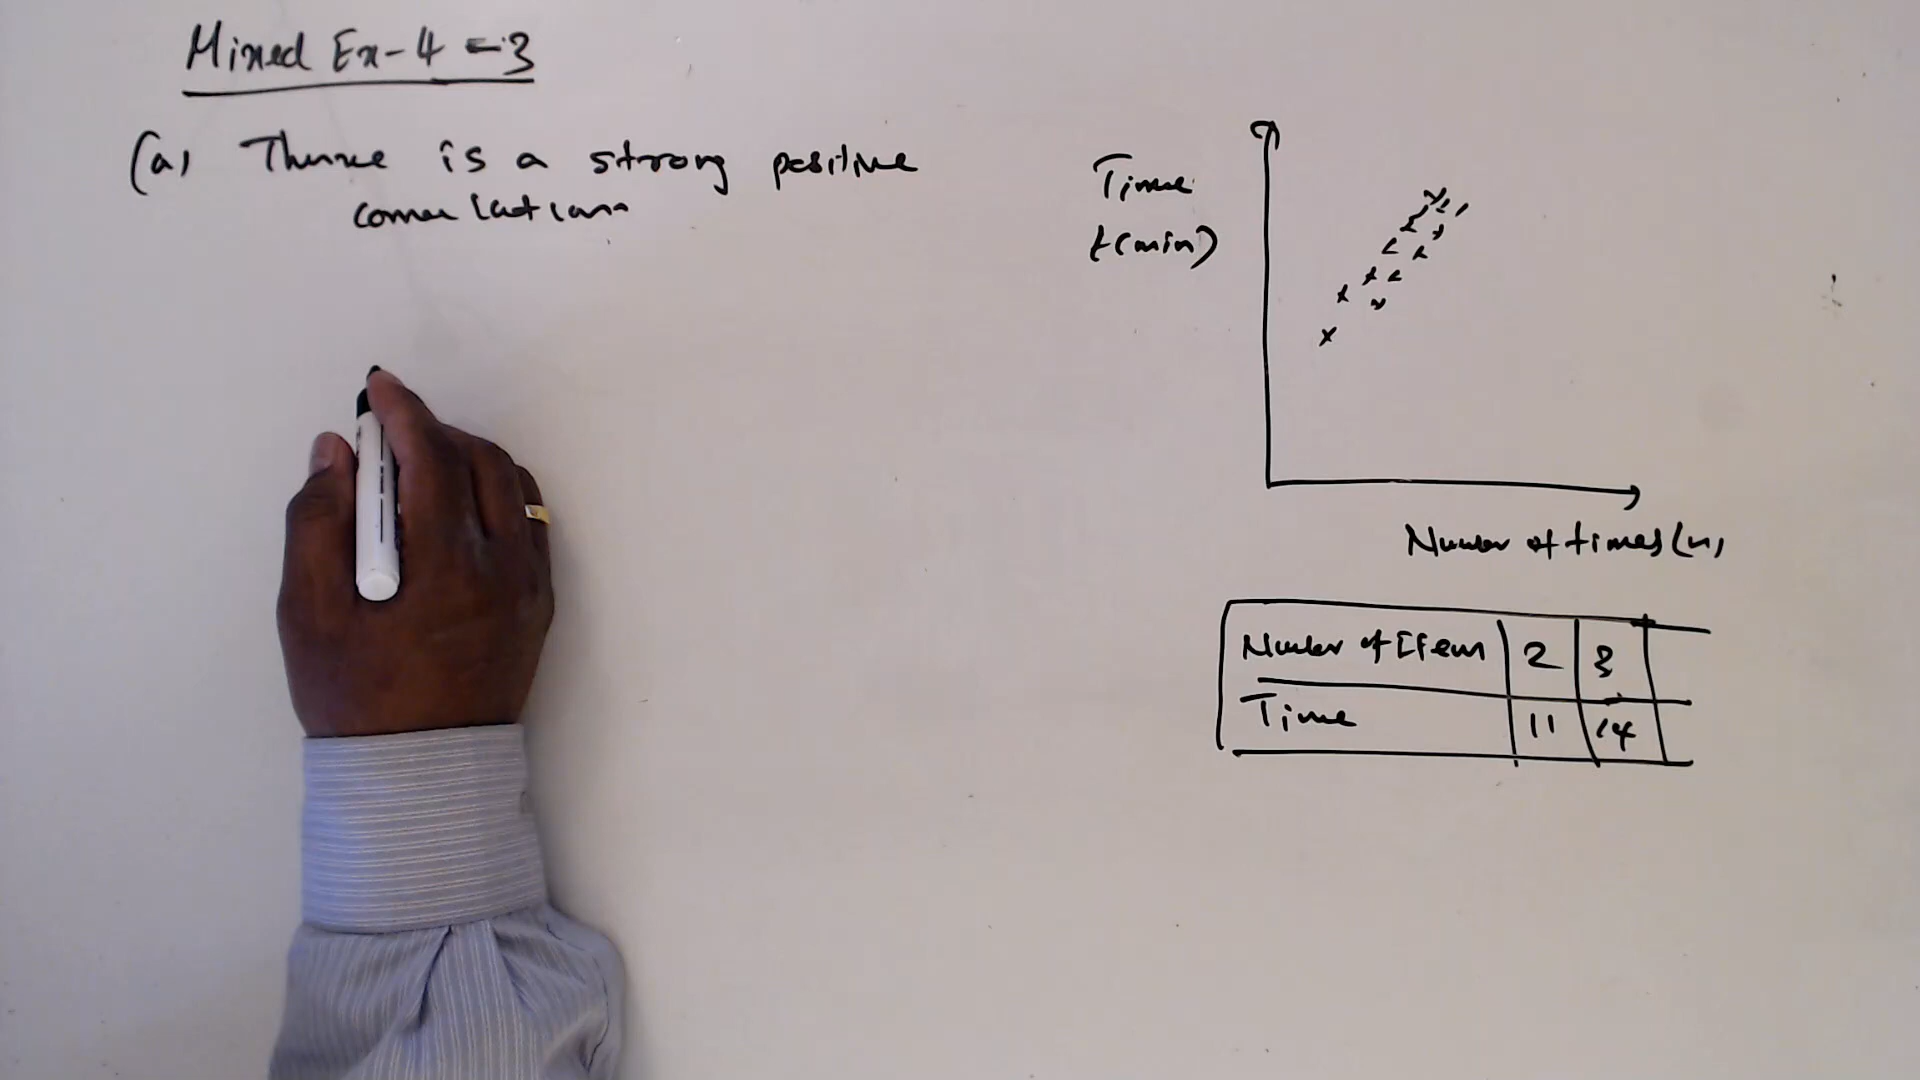 Mixed Ex-4-3
(a) There is a strong positive
correlation
Time
t(min)
Number of times (n)
Number of Item 2 3
Time 11 14